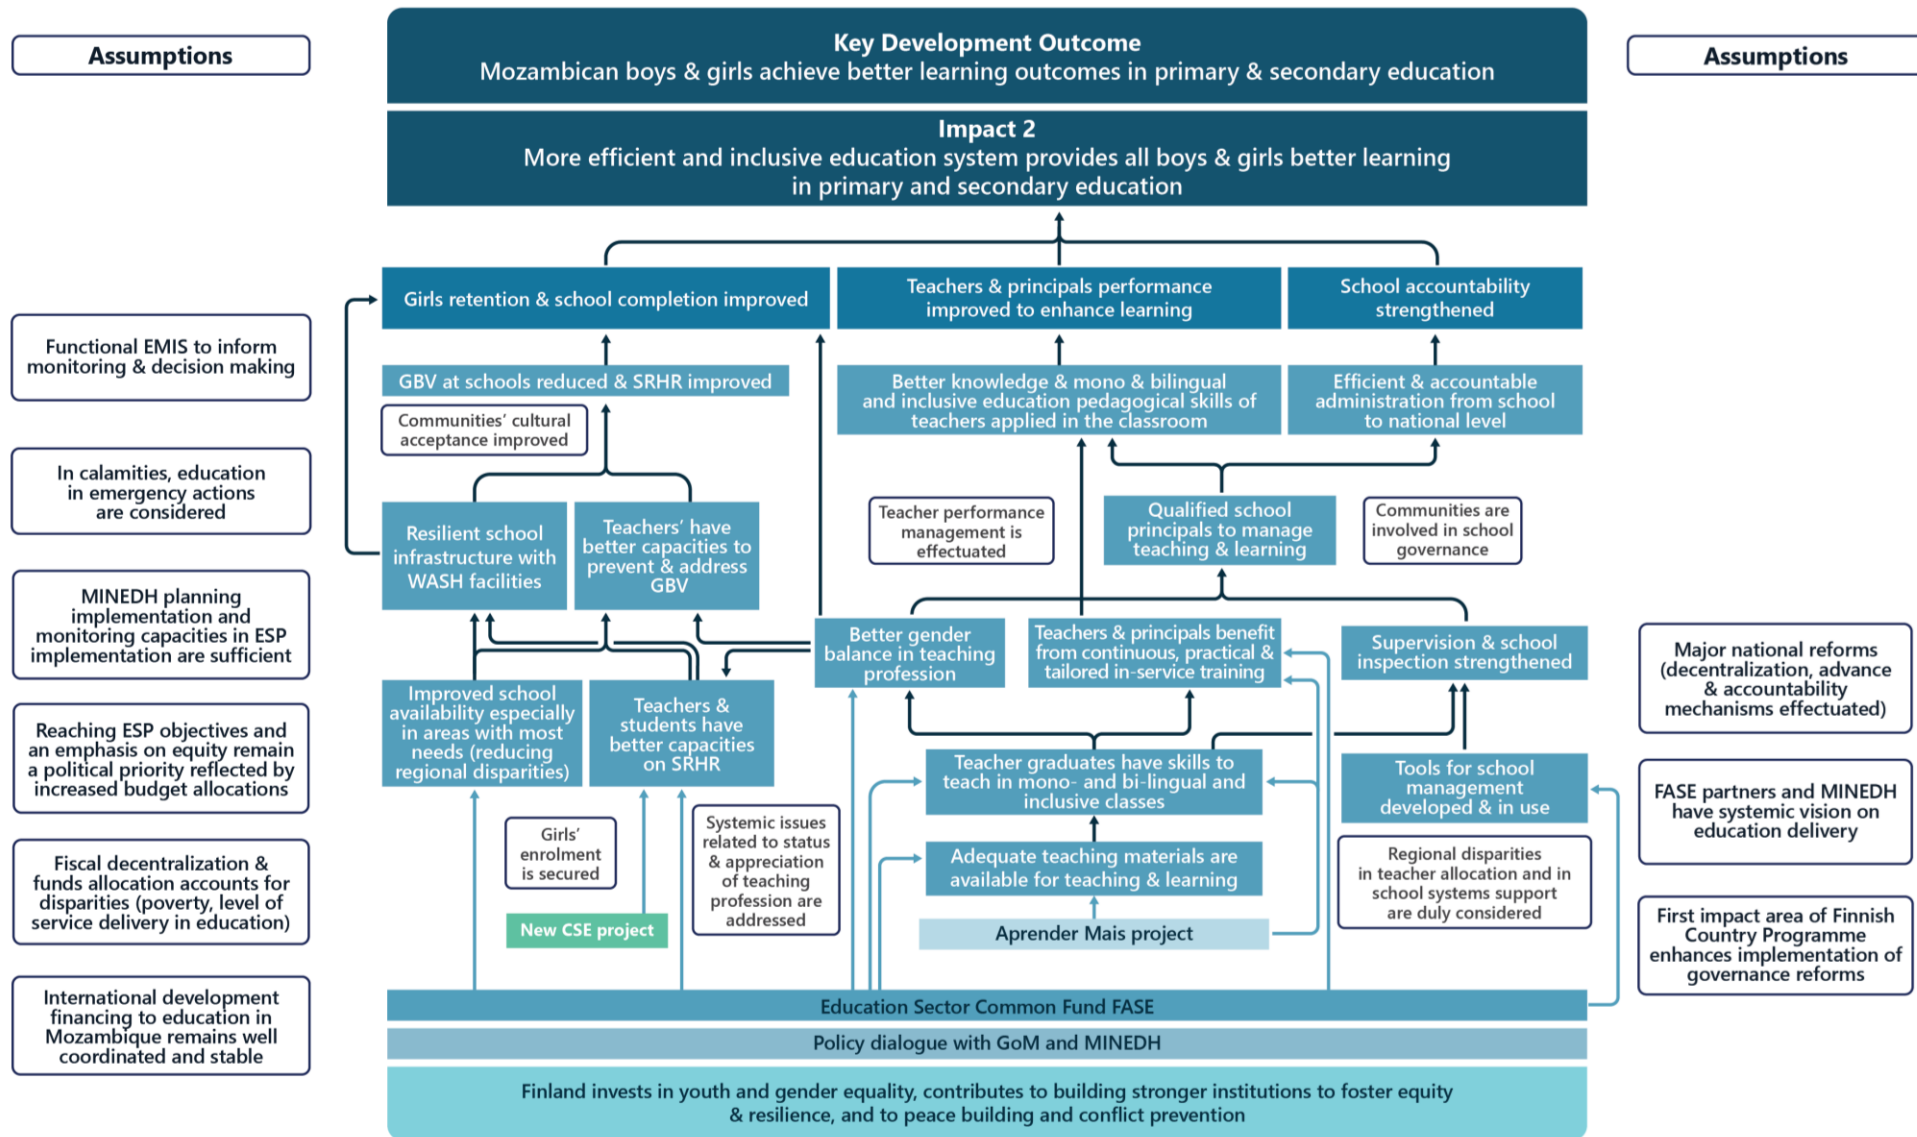 Assumptions
Key Development Outcome
Mozambican boys & girls achieve better learning outcomes in primary & secondary education
Assumptions
Impact 2
More efficient and inclusive education system provides all boys & girls better learning
in primary and secondary education
Girls retention & school completion improved
Teachers & principals performance
improved to enhance learning
School accountability
strengthened
Functional EMIS to inform
monitoring & decision making
GBV at schools reduced & SRHR improved
Better knowledge & mono & bilingual
and inclusive education pedagogical skills of
teachers applied in the classroom
Efficient & accountable
administration from school
to national level
Communities' cultural
acceptance improved
In calamities, education
in emergency actions
are considered
Resilient school
infrastructure with
WASH facilities
Teachers' have
better capacities to
prevent & address
GBV
Teacher performance
management is
effectuated
Qualified school
principals to manage
teaching & learning
Communities are
involved in school
governance
MINEDH planning
implementation and
monitoring capacities in ESP
implementation are sufficient
Better gender
balance in teaching
profession
Teachers & principals benefit
from continuous, practical &
tailored in-service training
Supervision & school
inspection strengthened
Major national reforms
(decentralization, advance
& accountability
mechanisms effectuated)
Reaching ESP objectives and
an emphasis on equity remain
a political priority reflected by
increased budget allocations
Improved school
availability especially
in areas with most
needs (reducing
regional disparities)
Teachers &
students have
better capacities
on SRHR
Teacher graduates have skills to
teach in mono- and bi-lingual and
inclusive classes
Tools for school
management
developed & in use
FASE partners and MINEDH
have systemic vision on
education delivery
Fiscal decentralization &
funds allocation accounts for
disparities (poverty, level of
service delivery in education)
Girls'
enrolment
is secured
Systemic issues
related to status
& appreciation
of teaching
profession are
addressed
Adequate teaching materials are
available for teaching & learning
Regional disparities
in teacher allocation and in
school systems support
are duly considered
New CSE project
Aprender Mais project
First impact area of Finnish
Country Programme
enhances implementation of
governance reforms
International development
financing to education in
Mozambique remains well
coordinated and stable
Education Sector Common Fund FASE
Policy dialogue with GoM and MINEDH
Finland invests in youth and gender equality, contributes to building stronger institutions to foster equity
& resilience, and to peace building and conflict prevention